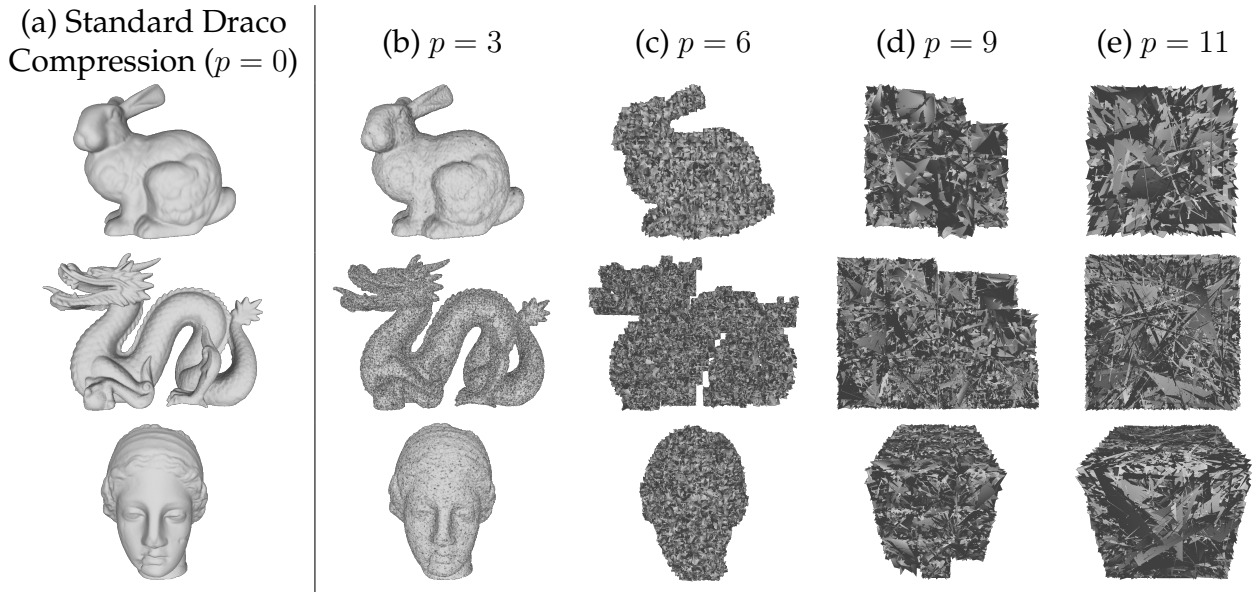 (a) Standard Draco
Compression (p = 0)
(b) p = 3
(c) p = 6
(d) p = 9
(e) p = 11